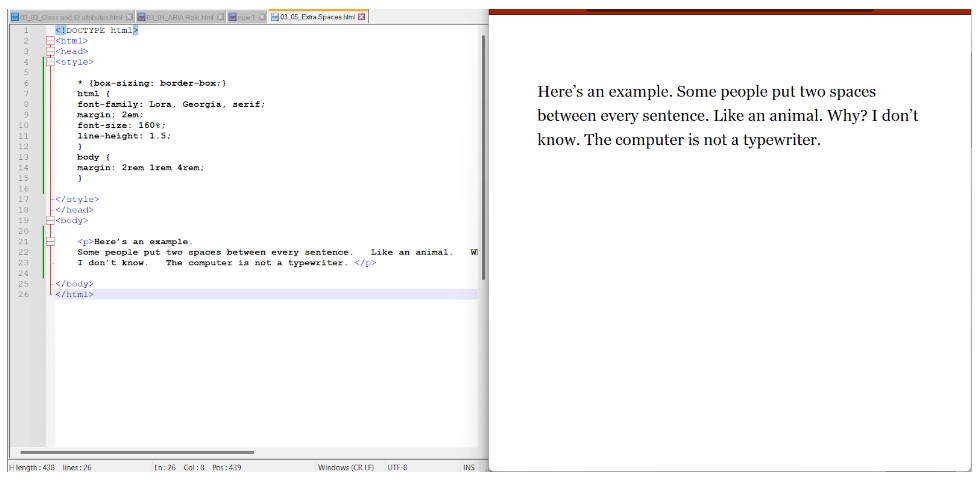 03_03_Class and ID attributes.html 03_04_ARIA Role.html new 1 03_05_Extra Spaces.html
1 <!DOCTYPE html>
2 <html>
3 <head>
4 <style>
5
6 * {box-sizing: border-box;}
7 html {
8 font-family: Lora, Georgia, serif;
9 margin: 2em;
10 font-size: 160%;
11 line-height: 1.5;
12 }
13 body {
14 margin: 2rem 1rem 4rem;
15 }
16
17 </style>
18 </head>
19 <body>
20
21 <p>Here's an example.
22 Some people put two spaces between every sentence.   Like an animal.   Wh
23 I don't know.   The computer is not a typewriter. </p>
24
25 </body>
26 </html>
H length : 438 lines : 26 Ln : 26 Col : 8 Pos : 439 Windows (CR LF) UTF-8 INS
Here’s an example. Some people put two spaces
between every sentence. Like an animal. Why? I don’t
know. The computer is not a typewriter.